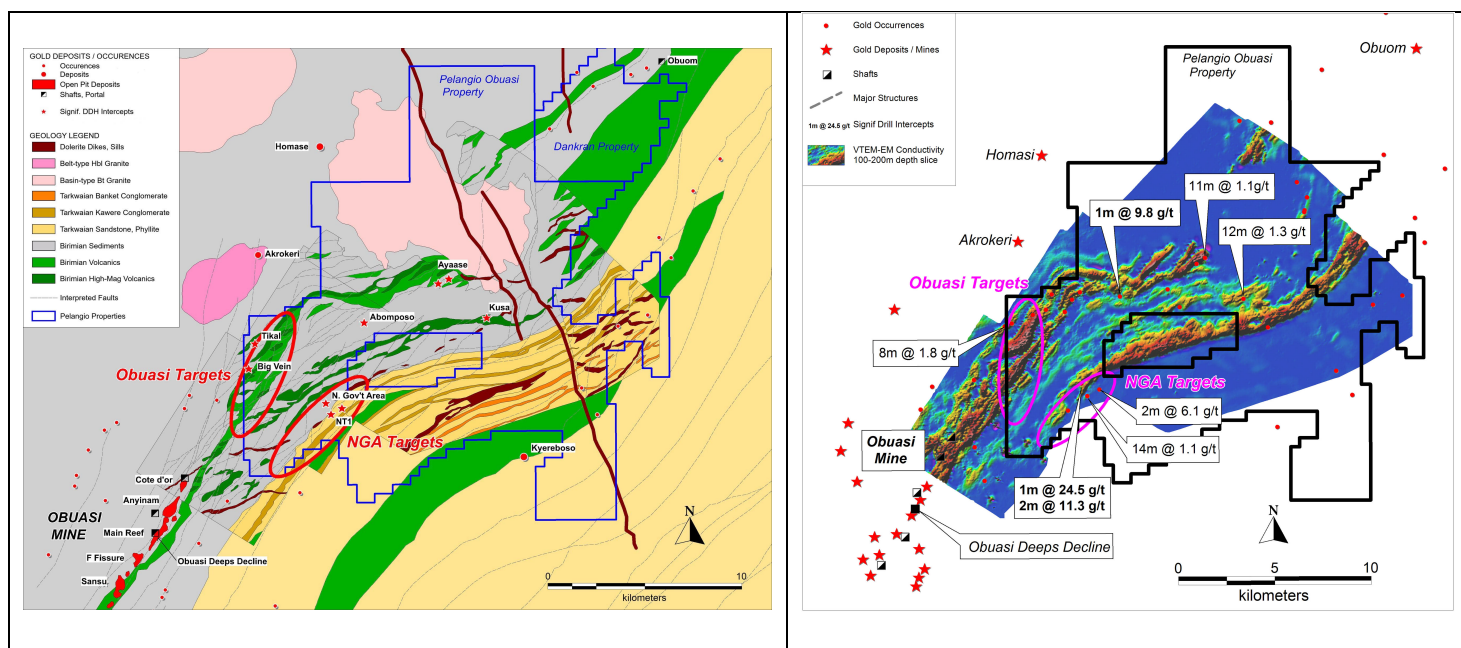 GOLD DEPOSITS / OCCURENCES
Occurences
Deposits
Open Pit Deposits
Shafts, Portal
Signif. DDH Intercepts
GEOLOGY LEGEND
Dolerite Dikes, Sills
Belt-type Hbl Granite
Basin-type Bt Granite
Tarkwaian Banket Conglomerate
Tarkwaian Kawere Conglomerate
Tarkwaian Sandstone, Phyllite
Birimian Sediments
Birimian Volcanics
Birimian High-Mag Volcanics
Interpreted Faults
Pelangio Properties
Pelangio Obuasi
Property
Obuom
Dankran Property
Homase
Akrokeri
Ayaase
Kusa
Abomposo
Tikal
Big Vein
Obuasi Targets
N. Gov't Area
NT1
NGA Targets
Kyereboso
Cote d'or
Anyinam
OBUASI
MINE
Main Reef
F Fissure
Obuasi Deeps Decline
Sansu.
N
0
10
kilometers
Gold Occurrences
Gold Deposits / Mines
Shafts
Major Structures
1m @ 24.5 g/t Signif Drill Intercepts
VTEM-EM Conductivity
100-200m depth slice
Pelangio Obuasi
Property
Obuom
Homasi
Akrokeri
11m @ 1.1g/t
1m @ 9.8 g/t
12m @ 1.3 g/t
Obuasi Targets
8m @ 1.8 g/t
NGA Targets
2m @ 6.1 g/t
14m @ 1.1 g/t
Obuasi
Mine
1m @ 24.5 g/t
2m @ 11.3 g/t
Obuasi Deeps Decline
N
0
5
10
kilometers